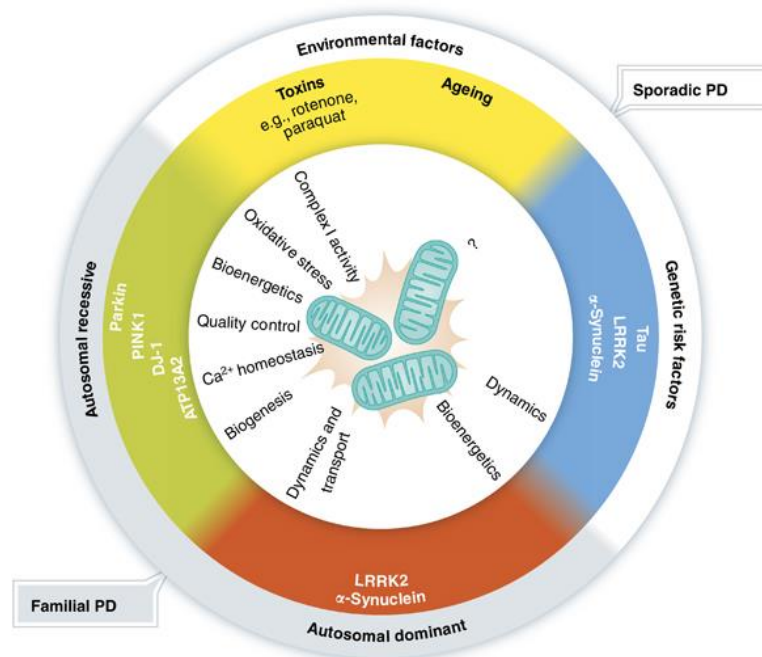 Environmental factors
Sporadic PD
Toxins
e.g., rotenone,
paraquat
Ageing
Complex I activity
Oxidative stress
Bioenergetics
Quality control
Ca²⁺ homeostasis
Biogenesis
Dynamics and
transport
?
Dynamics
Bioenergetics
Autosomal recessive
Parkin
PINK1
DJ-1
ATP13A2
Genetic risk factors
Tau
LRRK2
α-Synuclein
LRRK2
α-Synuclein
Familial PD
Autosomal dominant